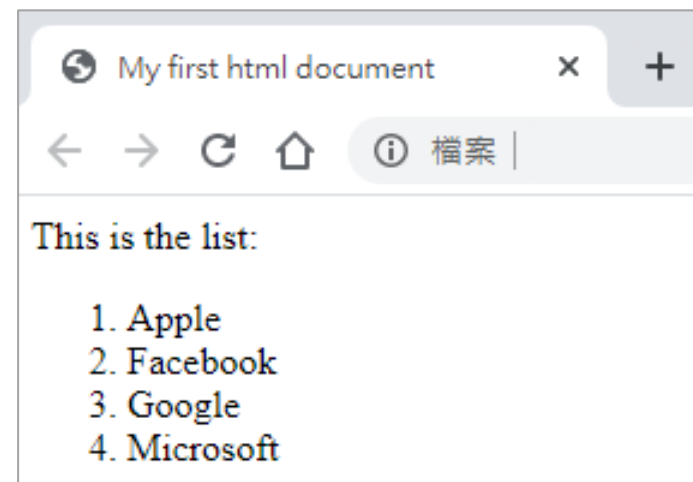 My first html document
檔案
This is the list:
1. Apple
2. Facebook
3. Google
4. Microsoft